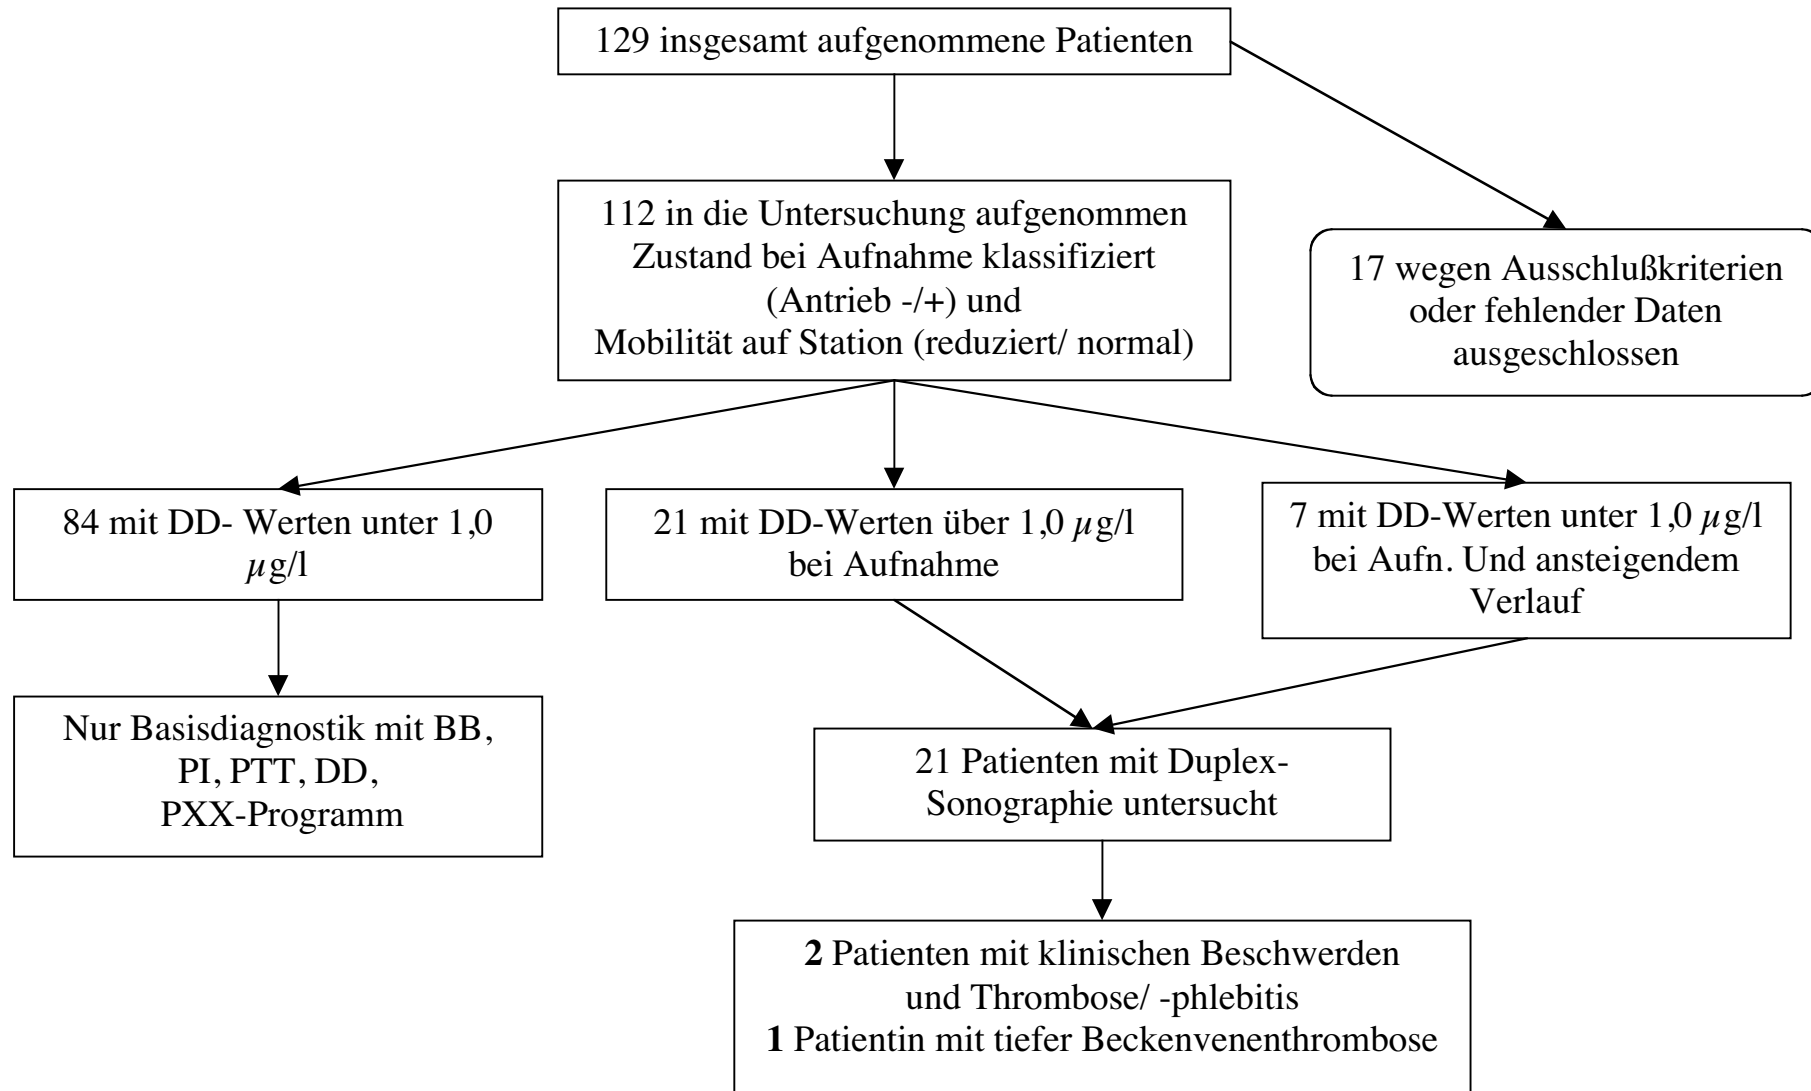 129 insgesamt aufgenommene Patienten
112 in die Untersuchung aufgenommen
Zustand bei Aufnahme klassifiziert
(Antrieb -/+) und
Mobilität auf Station (reduziert/ normal)
17 wegen Ausschlußkriterien
oder fehlender Daten
ausgeschlossen
84 mit DD- Werten unter 1,0
µg/l
21 mit DD-Werten über 1,0 µg/l
bei Aufnahme
7 mit DD-Werten unter 1,0 µg/l
bei Aufn. Und ansteigendem
Verlauf
Nur Basisdiagnostik mit BB,
PI, PTT, DD,
PXX-Programm
21 Patienten mit Duplex-
Sonographie untersucht
2 Patienten mit klinischen Beschwerden
und Thrombose/ -phlebitis
1 Patientin mit tiefer Beckenvenenthrombose